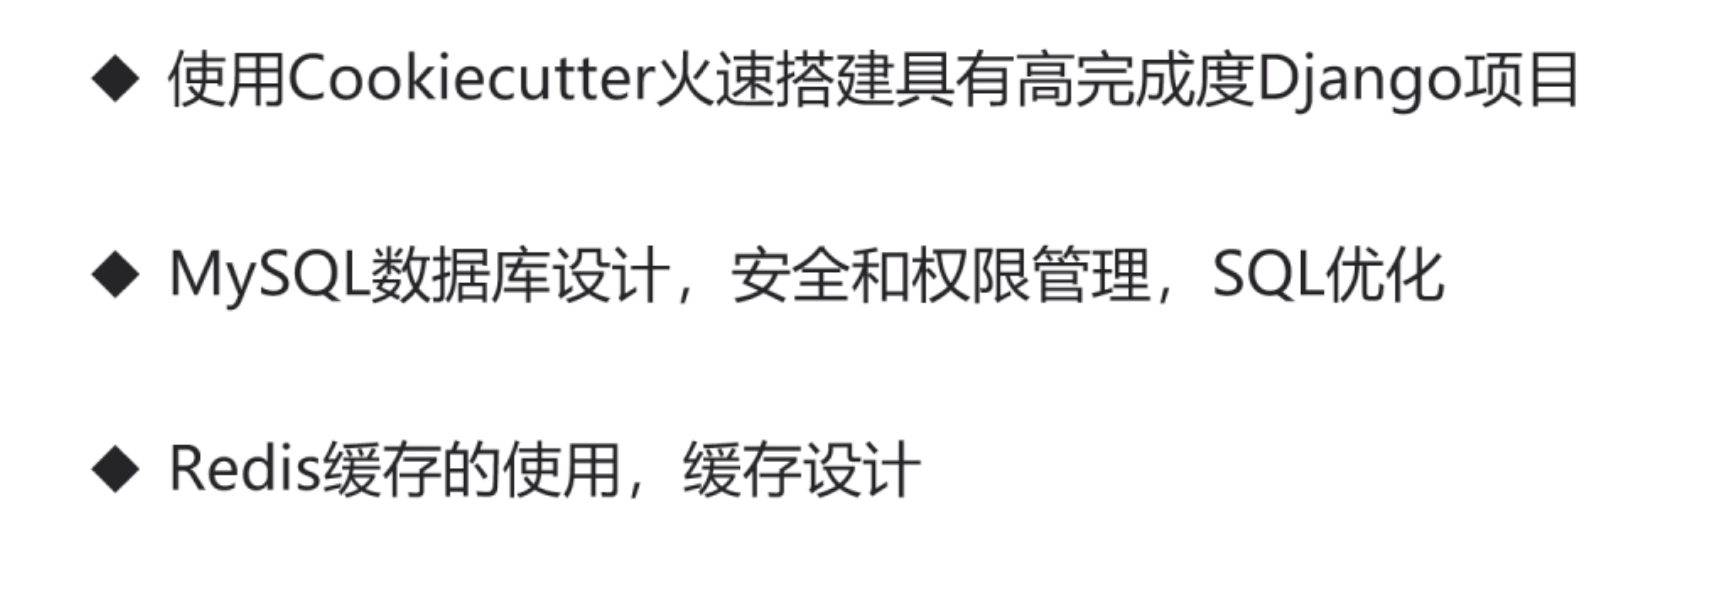 ◆ 使用Cookiecutter火速搭建具有高完成度Django项目
◆ MySQL数据库设计，安全和权限管理，SQL优化
◆ Redis缓存的使用，缓存设计